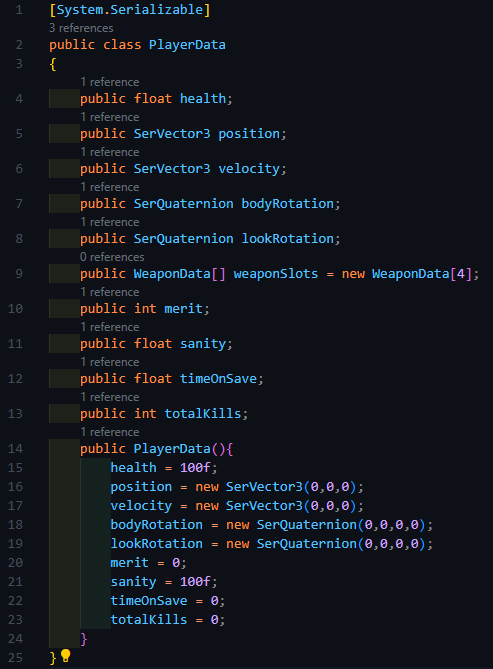 1 [System.Serializable]
3 references
2 public class PlayerData
3 {
1 reference
4 public float health;
1 reference
5 public SerVector3 position;
1 reference
6 public SerVector3 velocity;
1 reference
7 public SerQuaternion bodyRotation;
1 reference
8 public SerQuaternion lookRotation;
0 references
9 public WeaponData[] weaponSlots = new WeaponData[4];
1 reference
10 public int merit;
1 reference
11 public float sanity;
1 reference
12 public float timeOnSave;
1 reference
13 public int totalKills;
1 reference
14 public PlayerData(){
15 health = 100f;
16 position = new SerVector3(0,0,0);
17 velocity = new SerVector3(0,0,0);
18 bodyRotation = new SerQuaternion(0,0,0,0);
19 lookRotation = new SerQuaternion(0,0,0,0);
20 merit = 0;
21 sanity = 100f;
22 timeOnSave = 0;
23 totalKills = 0;
24 }
25 }